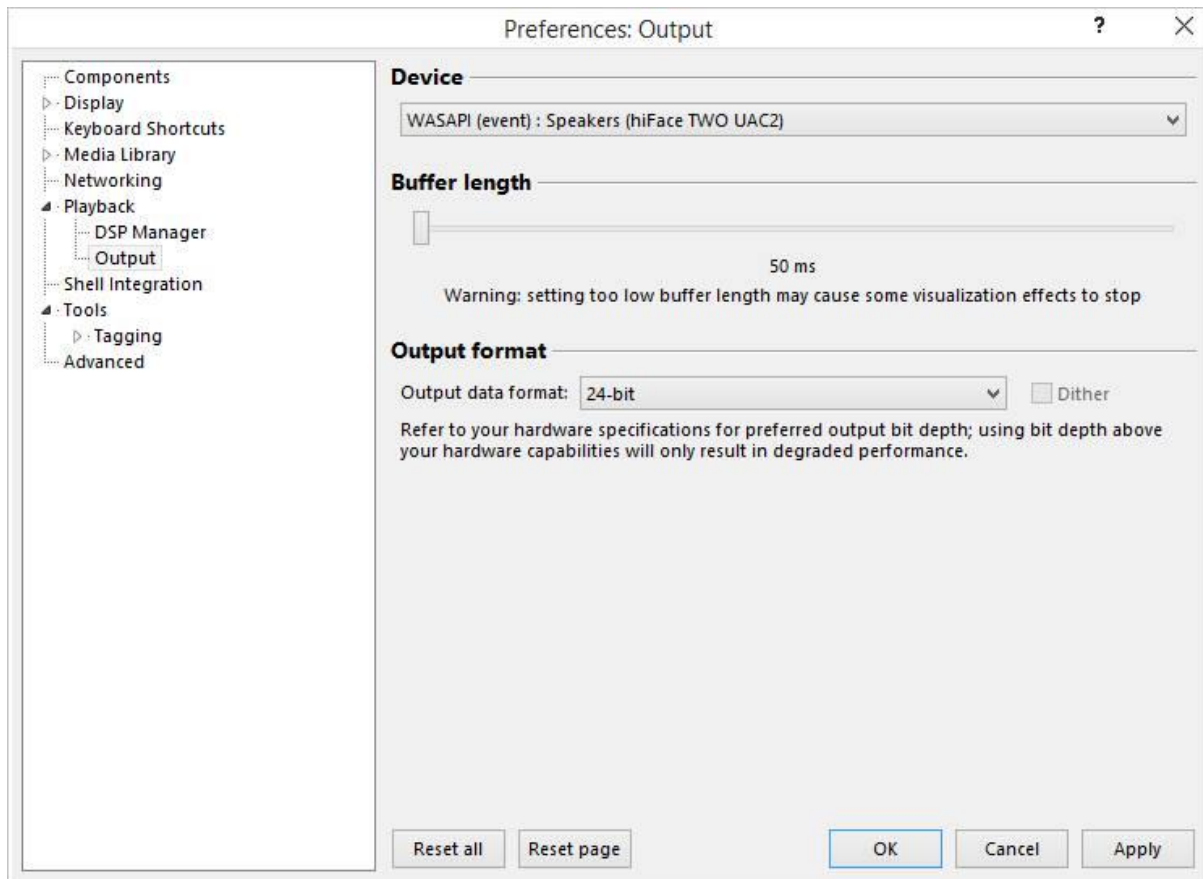 Preferences: Output
?
Components
Display
Keyboard Shortcuts
Media Library
Networking
Playback
DSP Manager
Output
Shell Integration
Tools
Tagging
Advanced
Device
WASAPI (event) : Speakers (hiFace TWO UAC2)
Buffer length
50 ms
Warning: setting too low buffer length may cause some visualization effects to stop
Output format
Output data format: 24-bit Dither
Refer to your hardware specifications for preferred output bit depth; using bit depth above
your hardware capabilities will only result in degraded performance.
Reset all Reset page OK Cancel Apply